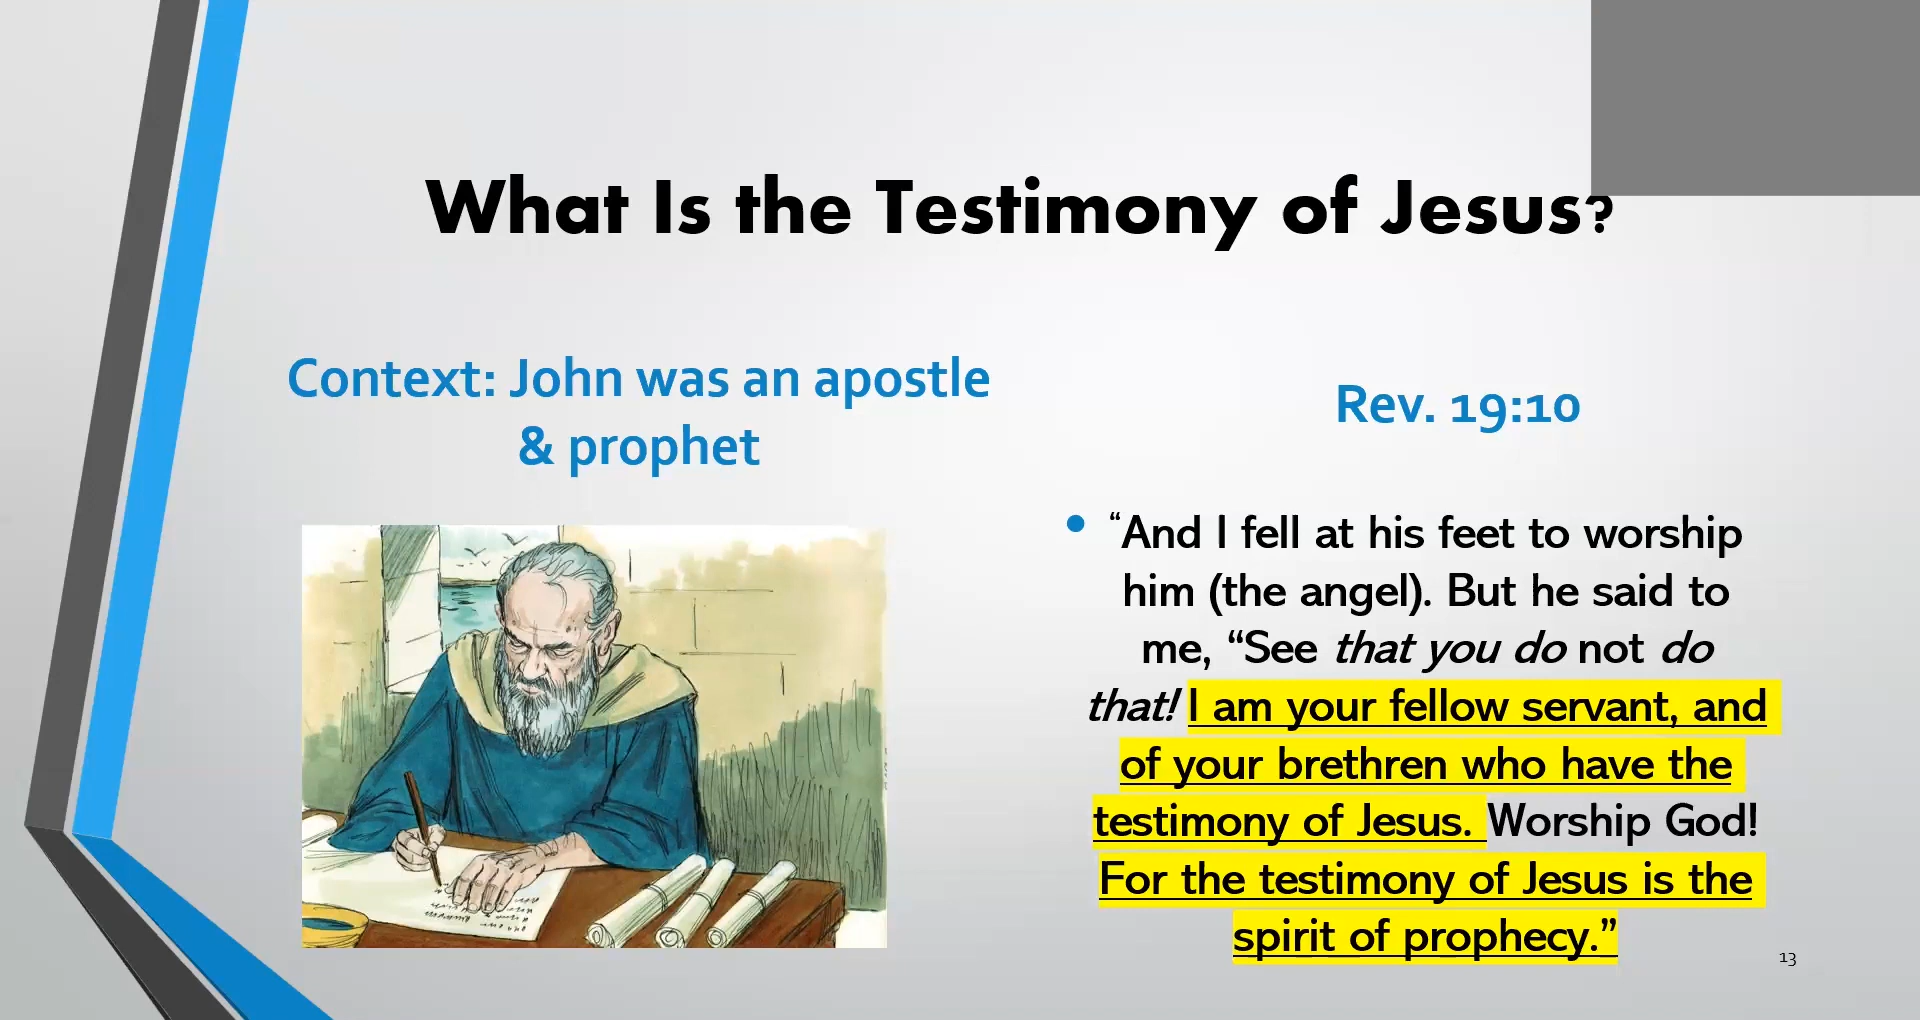 What Is the Testimony of Jesus?
Context: John was an apostle
& prophet
Rev. 19:10
• “And I fell at his feet to worship
him (the angel). But he said to
me, “See that you do not do
that! I am your fellow servant, and
of your brethren who have the
testimony of Jesus. Worship God!
For the testimony of Jesus is the
spirit of prophecy.”
13